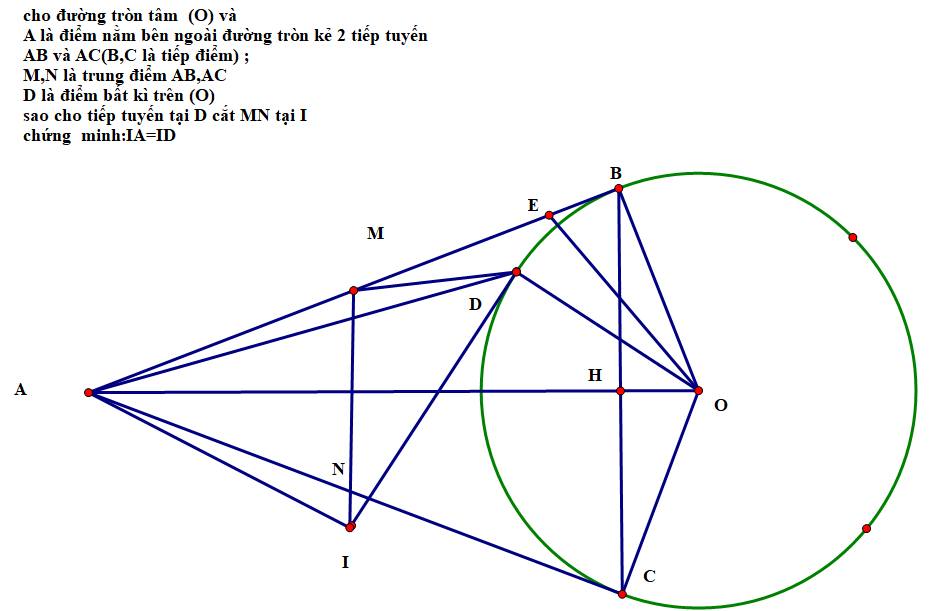 cho đường tròn tâm (O) và
A là điểm nằm bên ngoài đường tròn kẻ 2 tiếp tuyến
AB và AC(B,C là tiếp điểm) ;
M,N là trung điểm AB,AC
D là điểm bất kì trên (O)
sao cho tiếp tuyến tại D cắt MN tại I
chứng minh:IA=ID
B
E
M
D
H
A
O
N
I
C